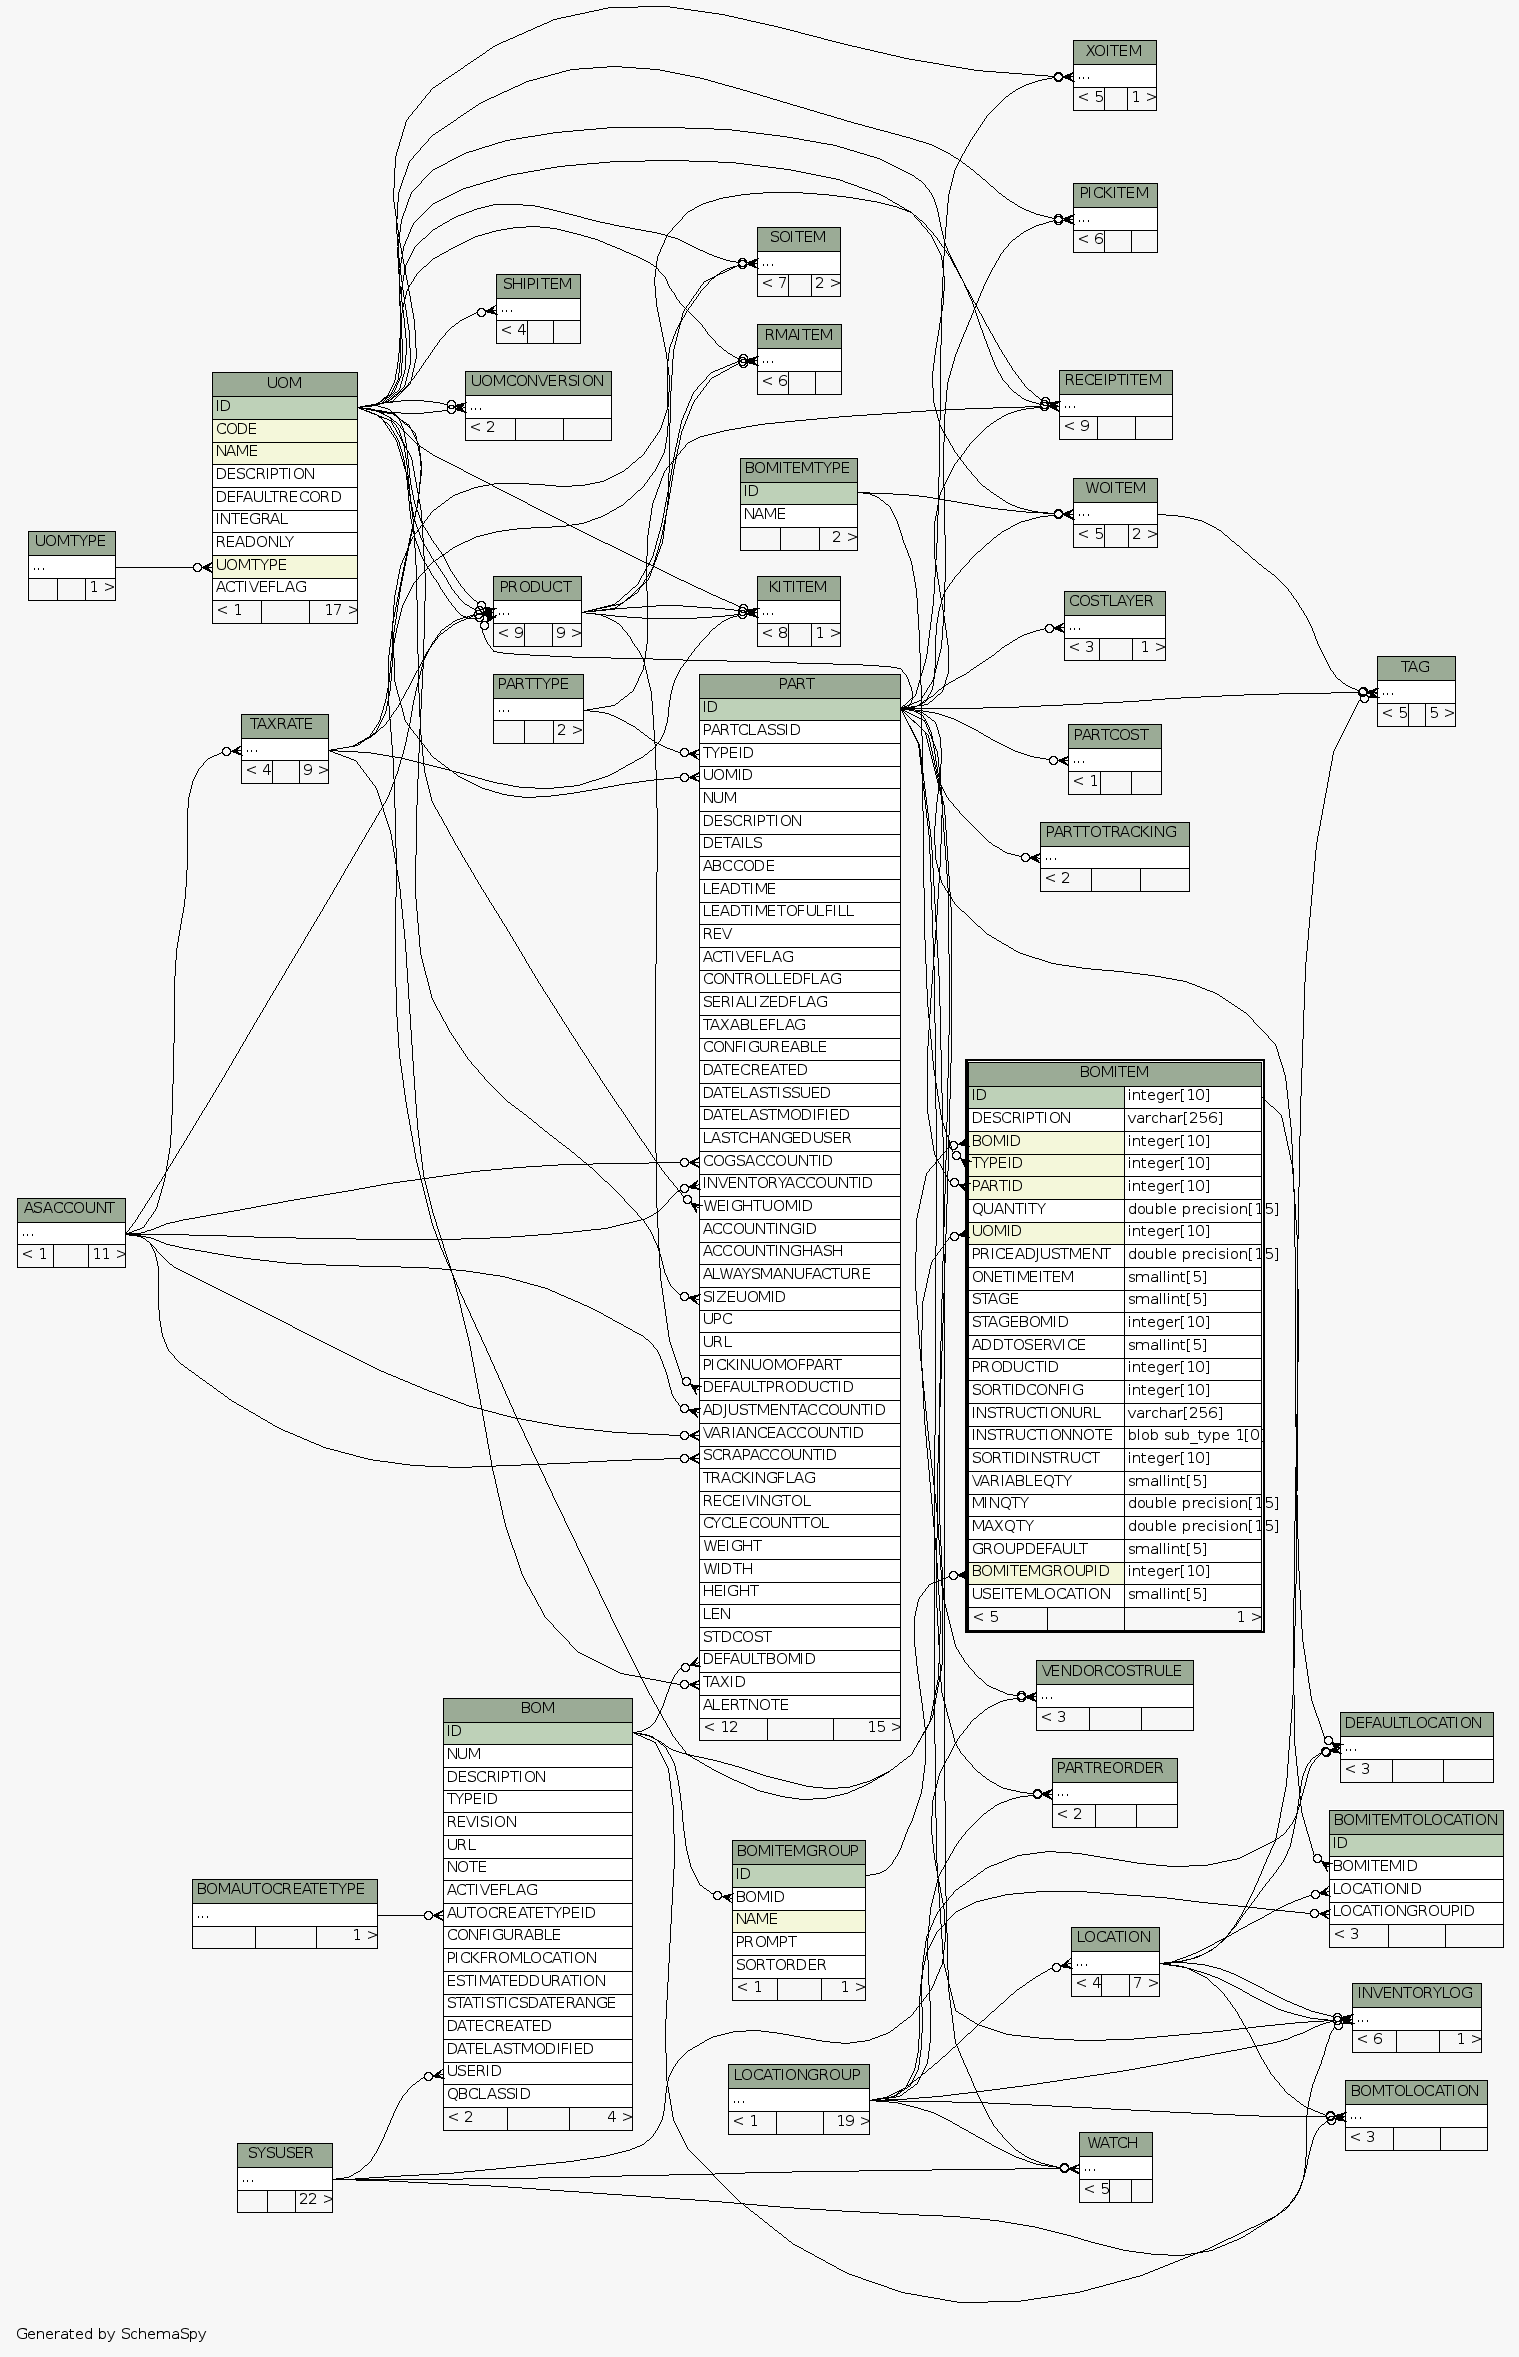 XOITEM
...
< 5 1 >
PICKITEM
...
< 6
SOITEM
...
< 7 2 >
SHIPITEM
...
< 4
RMAITEM
...
< 6
UOM
ID
CODE
NAME
DESCRIPTION
DEFAULTRECORD
INTEGRAL
READONLY
UOMTYPE
ACTIVEFLAG
< 1 17 >
UOMCONVERSION
...
< 2
RECEIPTITEM
...
< 9
BOMITEMTYPE
ID
NAME
2 >
WOITEM
...
< 5 2 >
UOMTYPE
...
1 >
PRODUCT
...
< 9 9 >
KITITEM
...
< 8 1 >
COSTLAYER
...
< 3 1 >
TAG
...
< 5 5 >
PARTTYPE
...
2 >
TAXRATE
...
< 4 9 >
PARTCOST
...
< 1
PARTTOTRACKING
...
< 2
PART
ID
PARTCLASSID
TYPEID
UOMID
NUM
DESCRIPTION
DETAILS
ABCCODE
LEADTIME
LEADTIMETOFULFILL
REV
ACTIVEFLAG
CONTROLLEDFLAG
SERIALIZEDFLAG
TAXABLEFLAG
CONFIGUREABLE
DATECREATED
DATELASTISSUED
DATELASTMODIFIED
LASTCHANGEDUSER
COGSACCOUNTID
INVENTORYACCOUNTID
WEIGHTUOMID
ACCOUNTINGID
ACCOUNTINGHASH
ALWAYSMANUFACTURE
SIZEUOMID
UPC
URL
PICKINUOMOFPART
DEFAULTPRODUCTID
ADJUSTMENTACCOUNTID
VARIANCEACCOUNTID
SCRAPACCOUNTID
TRACKINGFLAG
RECEIVINGTOL
CYCLECOUNTTOL
WEIGHT
WIDTH
HEIGHT
LEN
STDCOST
DEFAULTBOMID
TAXID
ALERTNOTE
< 12 15 >
BOMITEM
ID integer[10]
DESCRIPTION varchar[256]
BOMID integer[10]
TYPEID integer[10]
PARTID integer[10]
QUANTITY double precision[15]
UOMID integer[10]
PRICEADJUSTMENT double precision[15]
ONETIMEITEM smallint[5]
STAGE smallint[5]
STAGEBOMID integer[10]
ADDTOSERVICE smallint[5]
PRODUCTID integer[10]
SORTIDCONFIG integer[10]
INSTRUCTIONURL varchar[256]
INSTRUCTIONNOTE blob sub_type 1[0]
SORTIDINSTRUCT integer[10]
VARIABLEQTY smallint[5]
MINQTY double precision[15]
MAXQTY double precision[15]
GROUPDEFAULT smallint[5]
BOMITEMGROUPID integer[10]
USEITEMLOCATION smallint[5]
< 5 1 >
ASACCOUNT
...
< 1 11 >
VENDORCOSTRULE
...
< 3
DEFAULTLOCATION
...
< 3
PARTREORDER
...
< 2
BOM
ID
NUM
DESCRIPTION
TYPEID
REVISION
URL
NOTE
ACTIVEFLAG
AUTOCREATETYPEID
CONFIGURABLE
PICKFROMLOCATION
ESTIMATEDDURATION
STATISTICSDATERANGE
DATECREATED
DATELASTMODIFIED
USERID
QBCLASSID
< 2 4 >
BOMITEMTOLOCATION
ID
BOMITEMID
LOCATIONID
LOCATIONGROUPID
< 3
BOMITEMGROUP
ID
BOMID
NAME
PROMPT
SORTORDER
< 1 1 >
BOMAUTOCREATETYPE
...
1 >
LOCATION
...
< 4 7 >
INVENTORYLOG
...
< 6 1 >
LOCATIONGROUP
...
< 1 19 >
BOMTOLOCATION
...
< 3
WATCH
...
< 5
SYSUSER
...
22 >
Generated by SchemaSpy